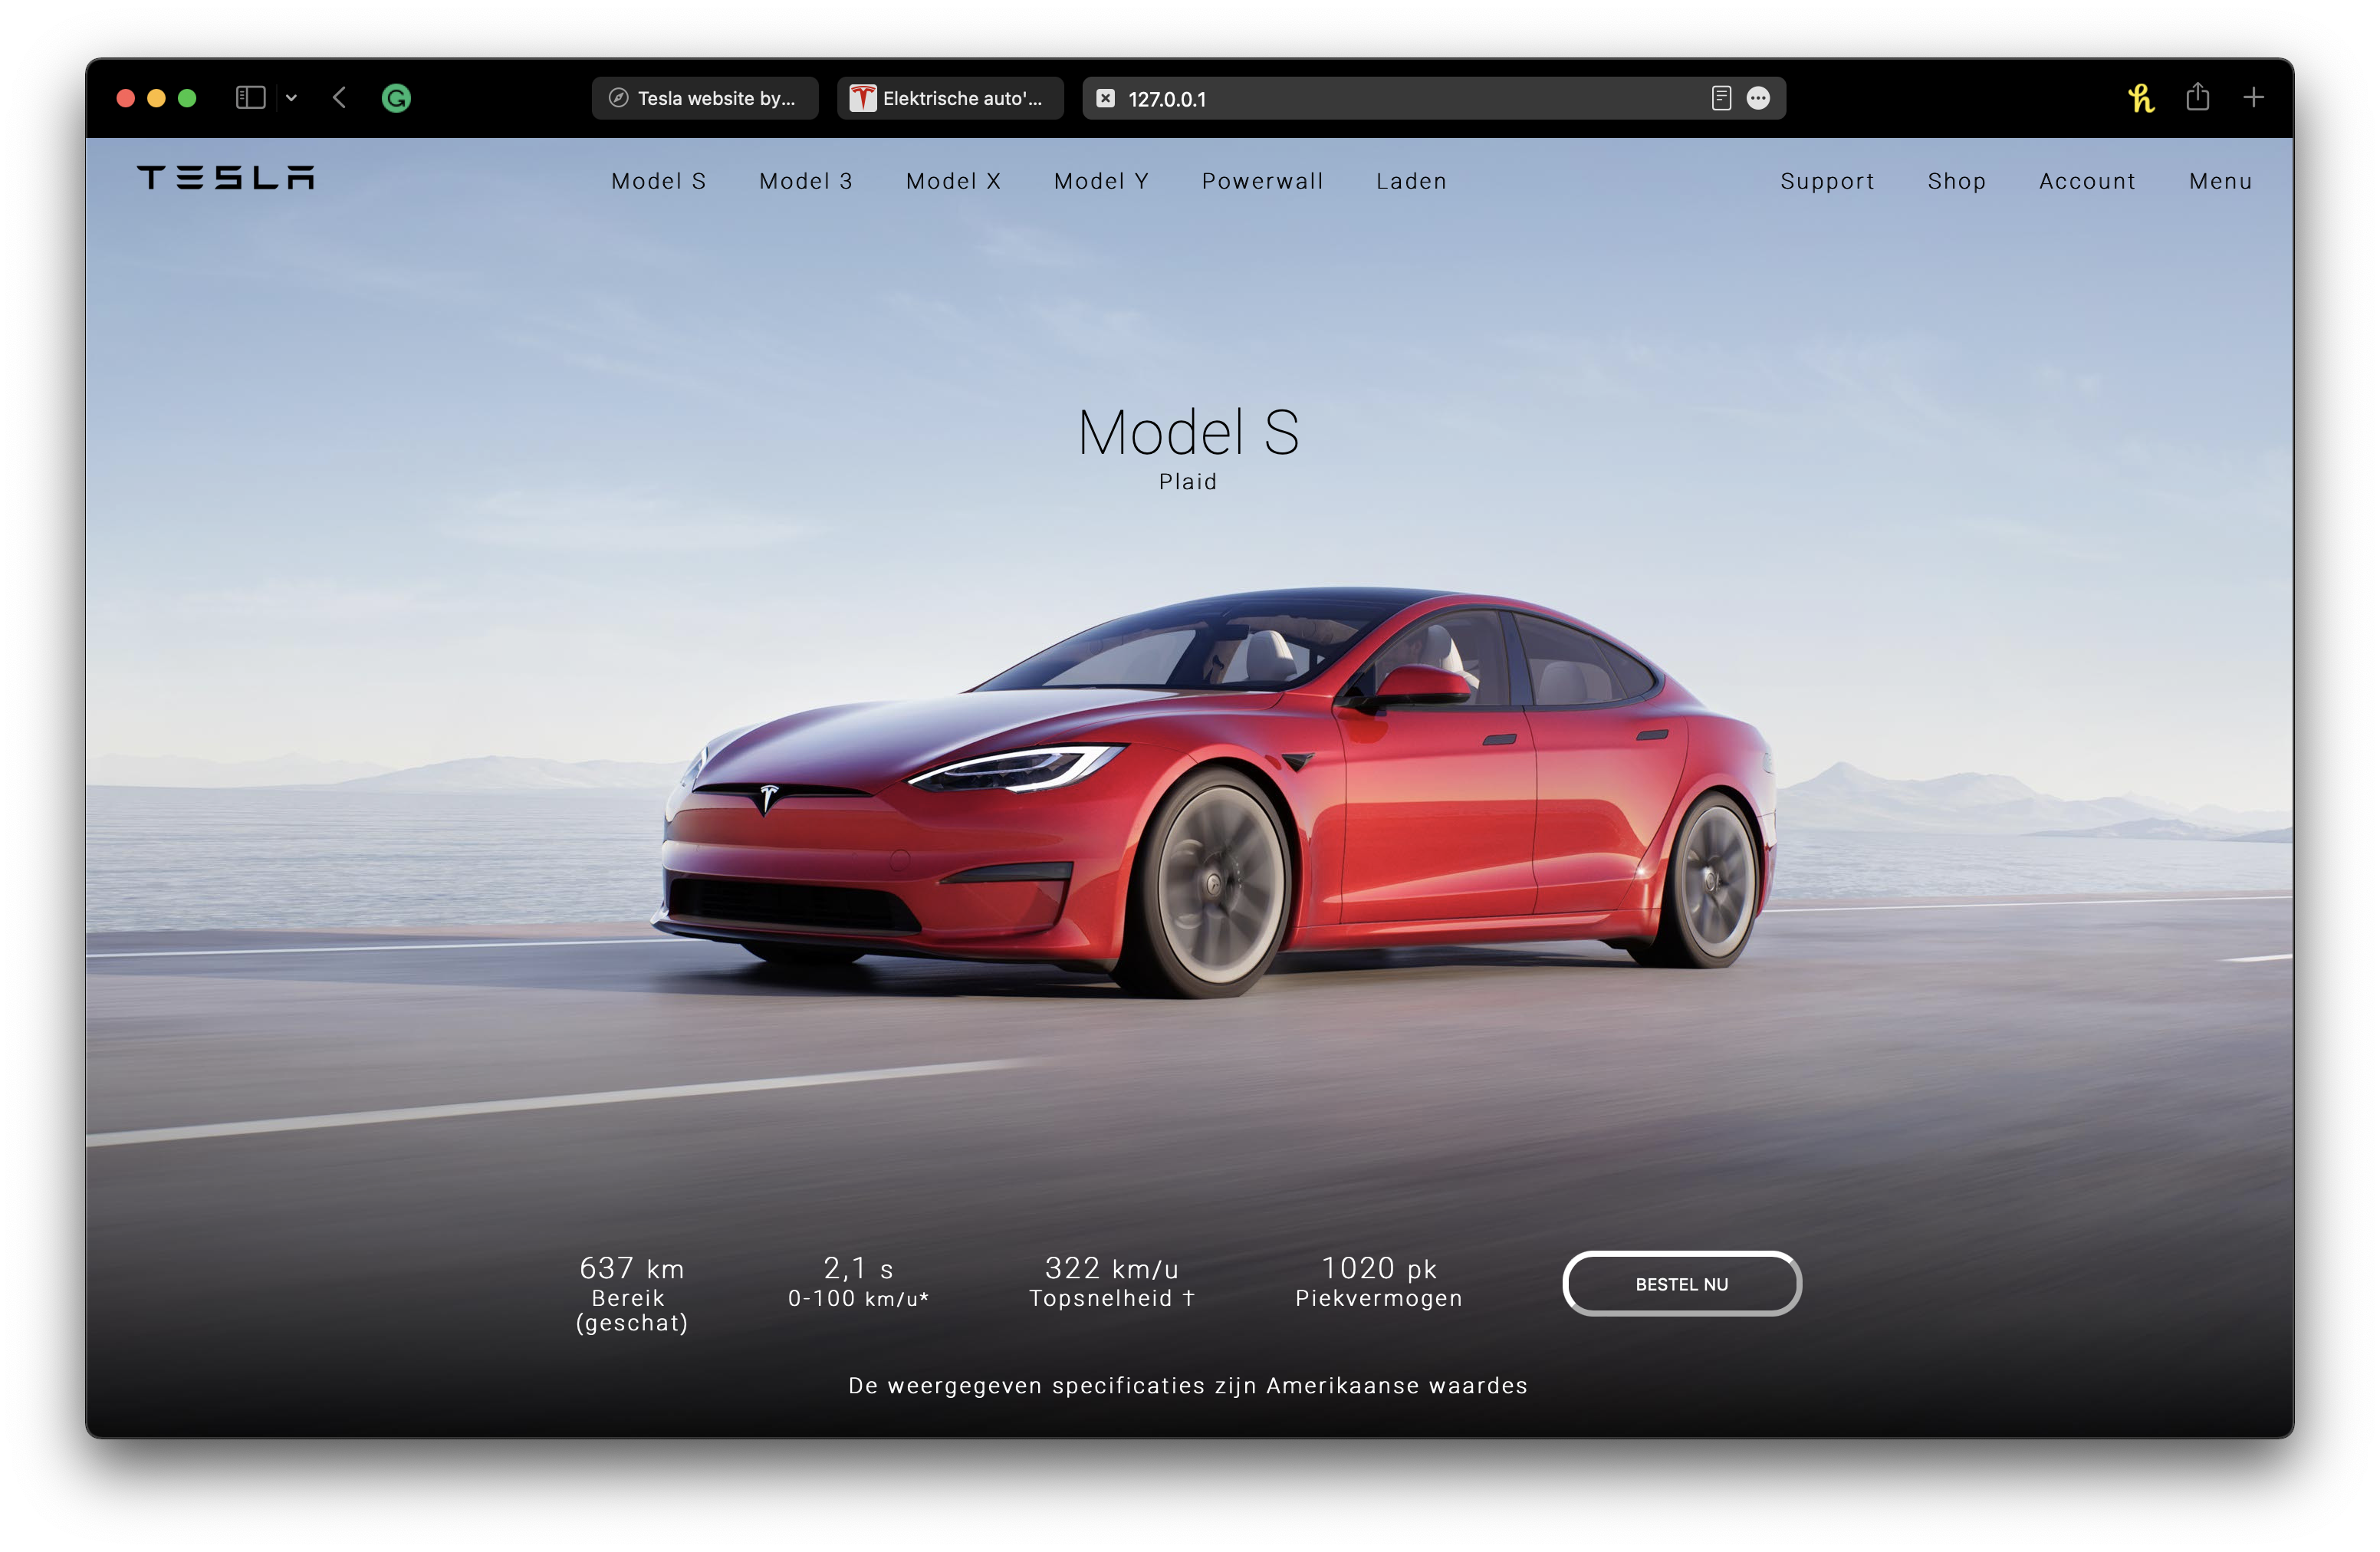 Tesla website by...
Elektrische auto'...
127.0.0.1
TESLA
Model S
Model 3
Model X
Model Y
Powerwall
Laden
Support
Shop
Account
Menu
Model S
Plaid
637 km
Bereik
(geschat)
2,1 s
0-100 km/u*
322 km/u
Topsnelheid †
1020 pk
Piekvermogen
BESTEL NU
De weergegeven specificaties zijn Amerikaanse waardes